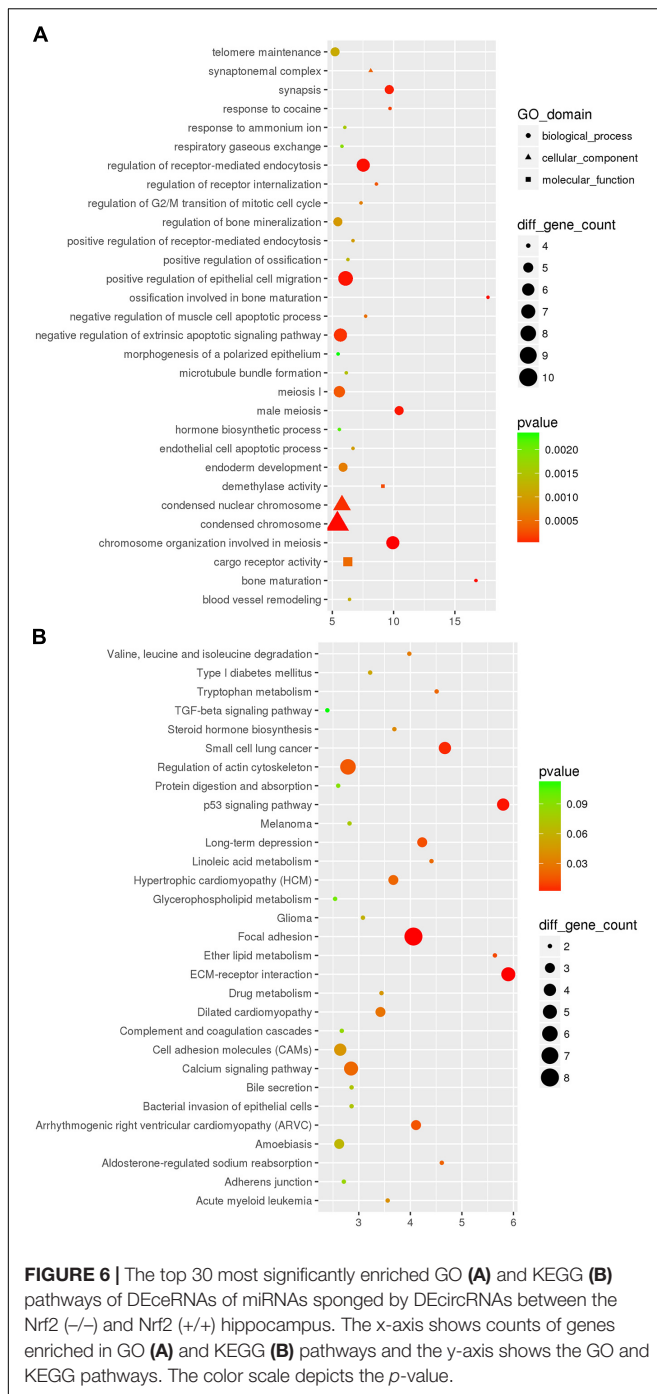 A
telomere maintenance
synaptonemal complex
synapsis
response to cocaine
response to ammonium ion
respiratory gaseous exchange
regulation of receptor-mediated endocytosis
regulation of receptor internalization
regulation of G2/M transition of mitotic cell cycle
regulation of bone mineralization
positive regulation of receptor-mediated endocytosis
positive regulation of ossification
positive regulation of epithelial cell migration
ossification involved in bone maturation
negative regulation of muscle cell apoptotic process
negative regulation of extrinsic apoptotic signaling pathway
morphogenesis of a polarized epithelium
microtubule bundle formation
meiosis I
male meiosis
hormone biosynthetic process
endothelial cell apoptotic process
endoderm development
demethylase activity
condensed nuclear chromosome
condensed chromosome
chromosome organization involved in meiosis
cargo receptor activity
bone maturation
blood vessel remodeling
5 10 15
GO_domain
biological_process
cellular_component
molecular_function
diff_gene_count
4
5
6
7
8
9
10
pvalue
0.0020
0.0010
0.0005
B
Valine, leucine and isoleucine degradation
Type I diabetes mellitus
Tryptophan metabolism
TGF-beta signaling pathway
Steroid hormone biosynthesis
Small cell lung cancer
Regulation of actin cytoskeleton
Protein digestion and absorption
p53 signaling pathway
Melanoma
Long-term depression
Linoleic acid metabolism
Hypertrophic cardiomyopathy (HCM)
Glycerophospholipid metabolism
Glioma
Focal adhesion
Ether lipid metabolism
ECM-receptor interaction
Drug metabolism
Dilated cardiomyopathy
Complement and coagulation cascades
Cell adhesion molecules (CAMs)
Calcium signaling pathway
Bile secretion
Bacterial invasion of epithelial cells
Arrhythmogenic right ventricular cardiomyopathy (ARVC)
Amoebiasis
Aldosterone-regulated sodium reabsorption
Adherens junction
Acute myeloid leukemia
3 4 5 6
pvalue
0.09
0.03
diff_gene_count
2
3
4
5
6
7
8
FIGURE 6 | The top 30 most significantly enriched GO (A) and KEGG (B)
pathways of DEceRNAs of miRNAs sponged by DEcircRNAs between the
Nrf2 (–/–) and Nrf2 (+/+) hippocampus. The x-axis shows counts of genes
enriched in GO (A) and KEGG (B) pathways and the y-axis shows the GO and
KEGG pathways. The color scale depicts the p-value.